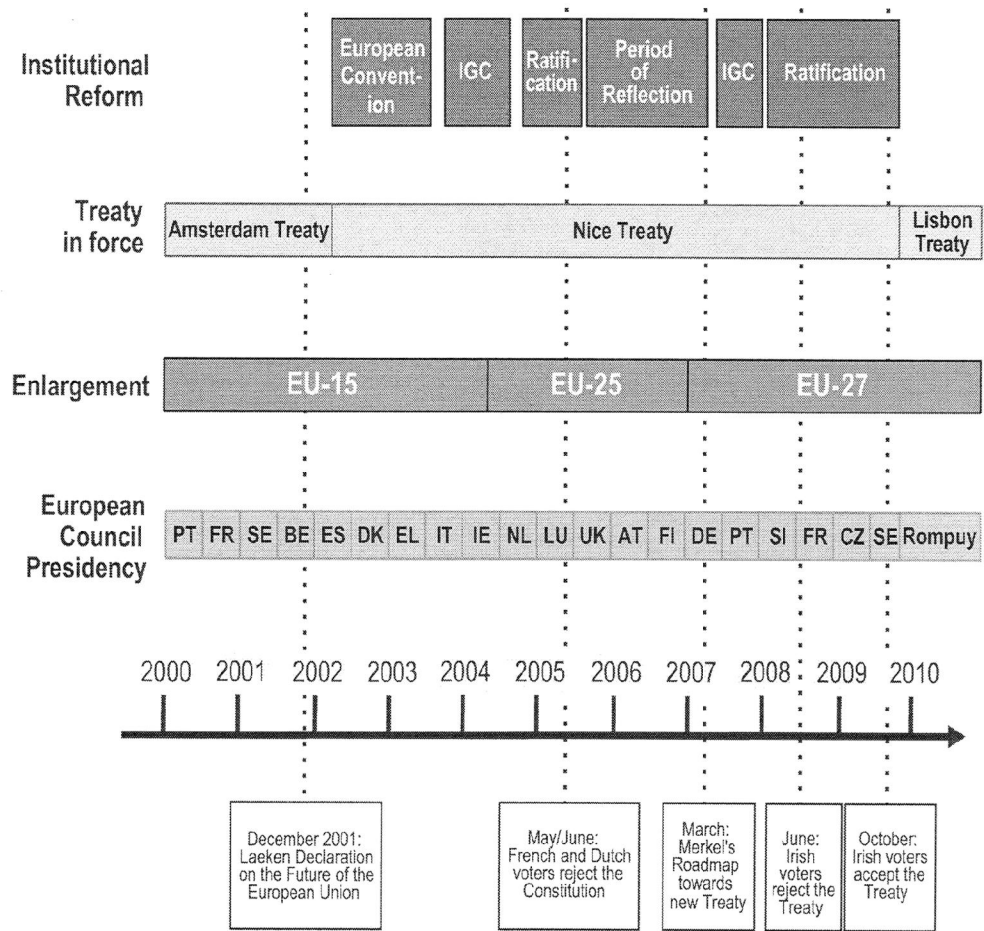 Institutional
Reform
European
Convent-
ion
IGC
Ratifi-
cation
Period
of
Reflection
IGC
Ratification
Treaty
in force
Amsterdam Treaty
Nice Treaty
Lisbon
Treaty
Enlargement
EU-15
EU-25
EU-27
European
Council
Presidency
PT FR SE BE ES DK EL IT IE NL LU UK AT FI DE PT SI FR CZ SE Rompuy
2000 2001 2002 2003 2004 2005 2006 2007 2008 2009 2010
December 2001:
Laeken Declaration
on the Future of the
European Union
May/June:
French and Dutch
voters reject the
Constitution
March:
Merkel's
Roadmap
towards
new Treaty
June:
Irish
voters
reject the
Treaty
October:
Irish voters
accept the
Treaty